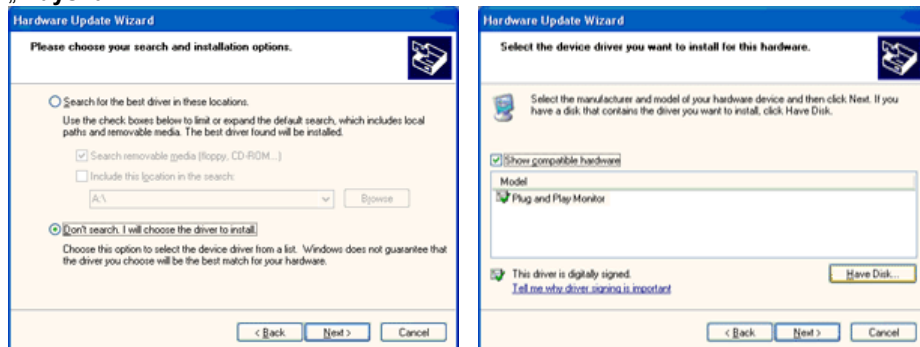 Hardware Update Wizard
Please choose your search and installation options.
Search for the best driver in these locations.
Use the check boxes below to limit or expand the default search, which includes local
paths and removable media. The best driver found will be installed.
Search removable media (floppy, CD-ROM...)
Include this location in the search:
A:\
Browse
Don't search. I will choose the driver to install.
Choose this option to select the device driver from a list. Windows does not guarantee that
the driver you choose will be the best match for your hardware.
< Back
Next >
Cancel
Hardware Update Wizard
Select the device driver you want to install for this hardware.
Select the manufacturer and model of your hardware device and then click Next. If you
have a disk that contains the driver you want to install, click Have Disk.
Show compatible hardware
Model
Plug and Play Monitor
This driver is digitally signed.
Have Disk...
Tell me why driver signing is important
< Back
Next >
Cancel